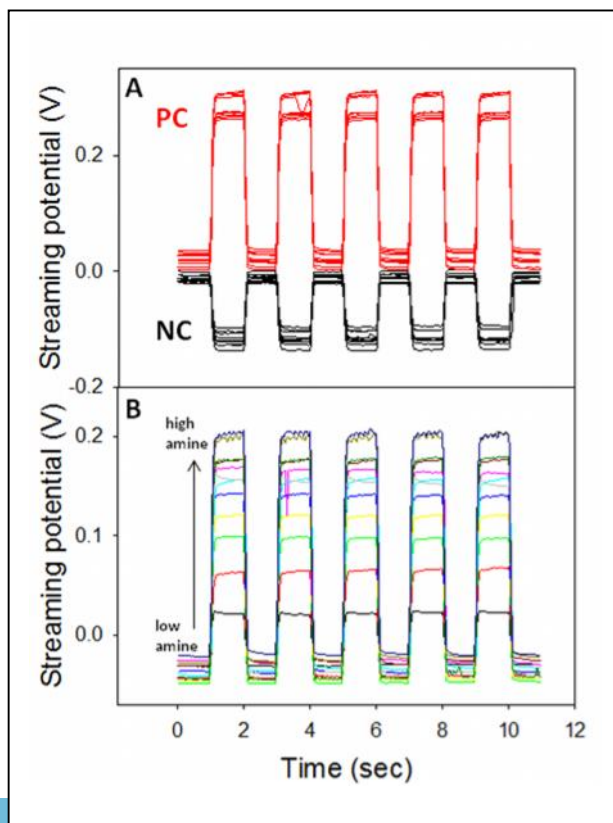 A
PC
Streaming potential (V)
0.2
0.0
NC
-0.2
B
high
amine
Streaming potential (V)
0.2
0.1
0.0
low
amine
0 2 4 6 8 10 12
Time (sec)